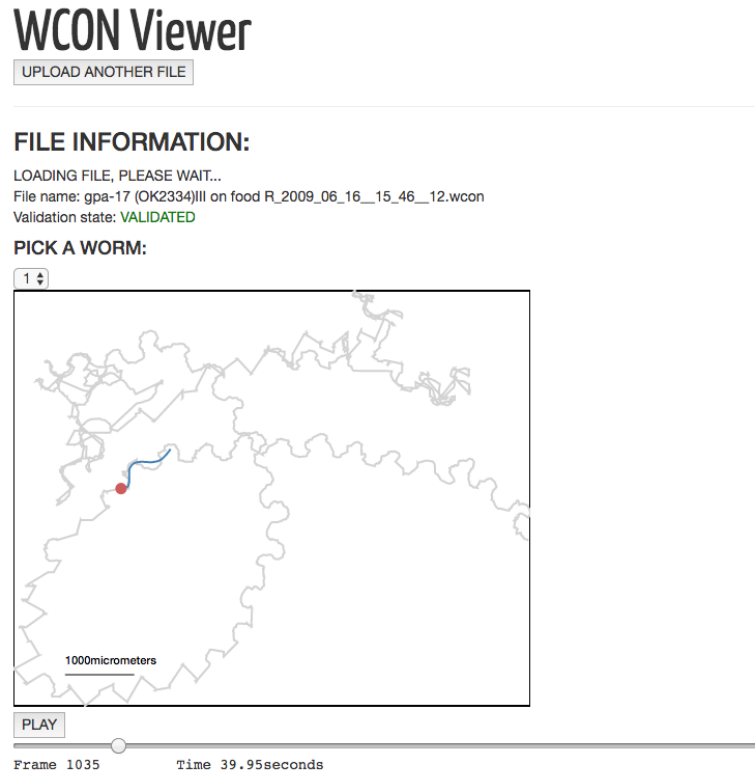 WCON Viewer
UPLOAD ANOTHER FILE
FILE INFORMATION:
LOADING FILE, PLEASE WAIT...
File name: gpa-17 (OK2334)III on food R_2009_06_16__15_46__12.wcon
Validation state: VALIDATED
PICK A WORM:
1
1000micrometers
PLAY
Frame 1035 Time 39.95seconds